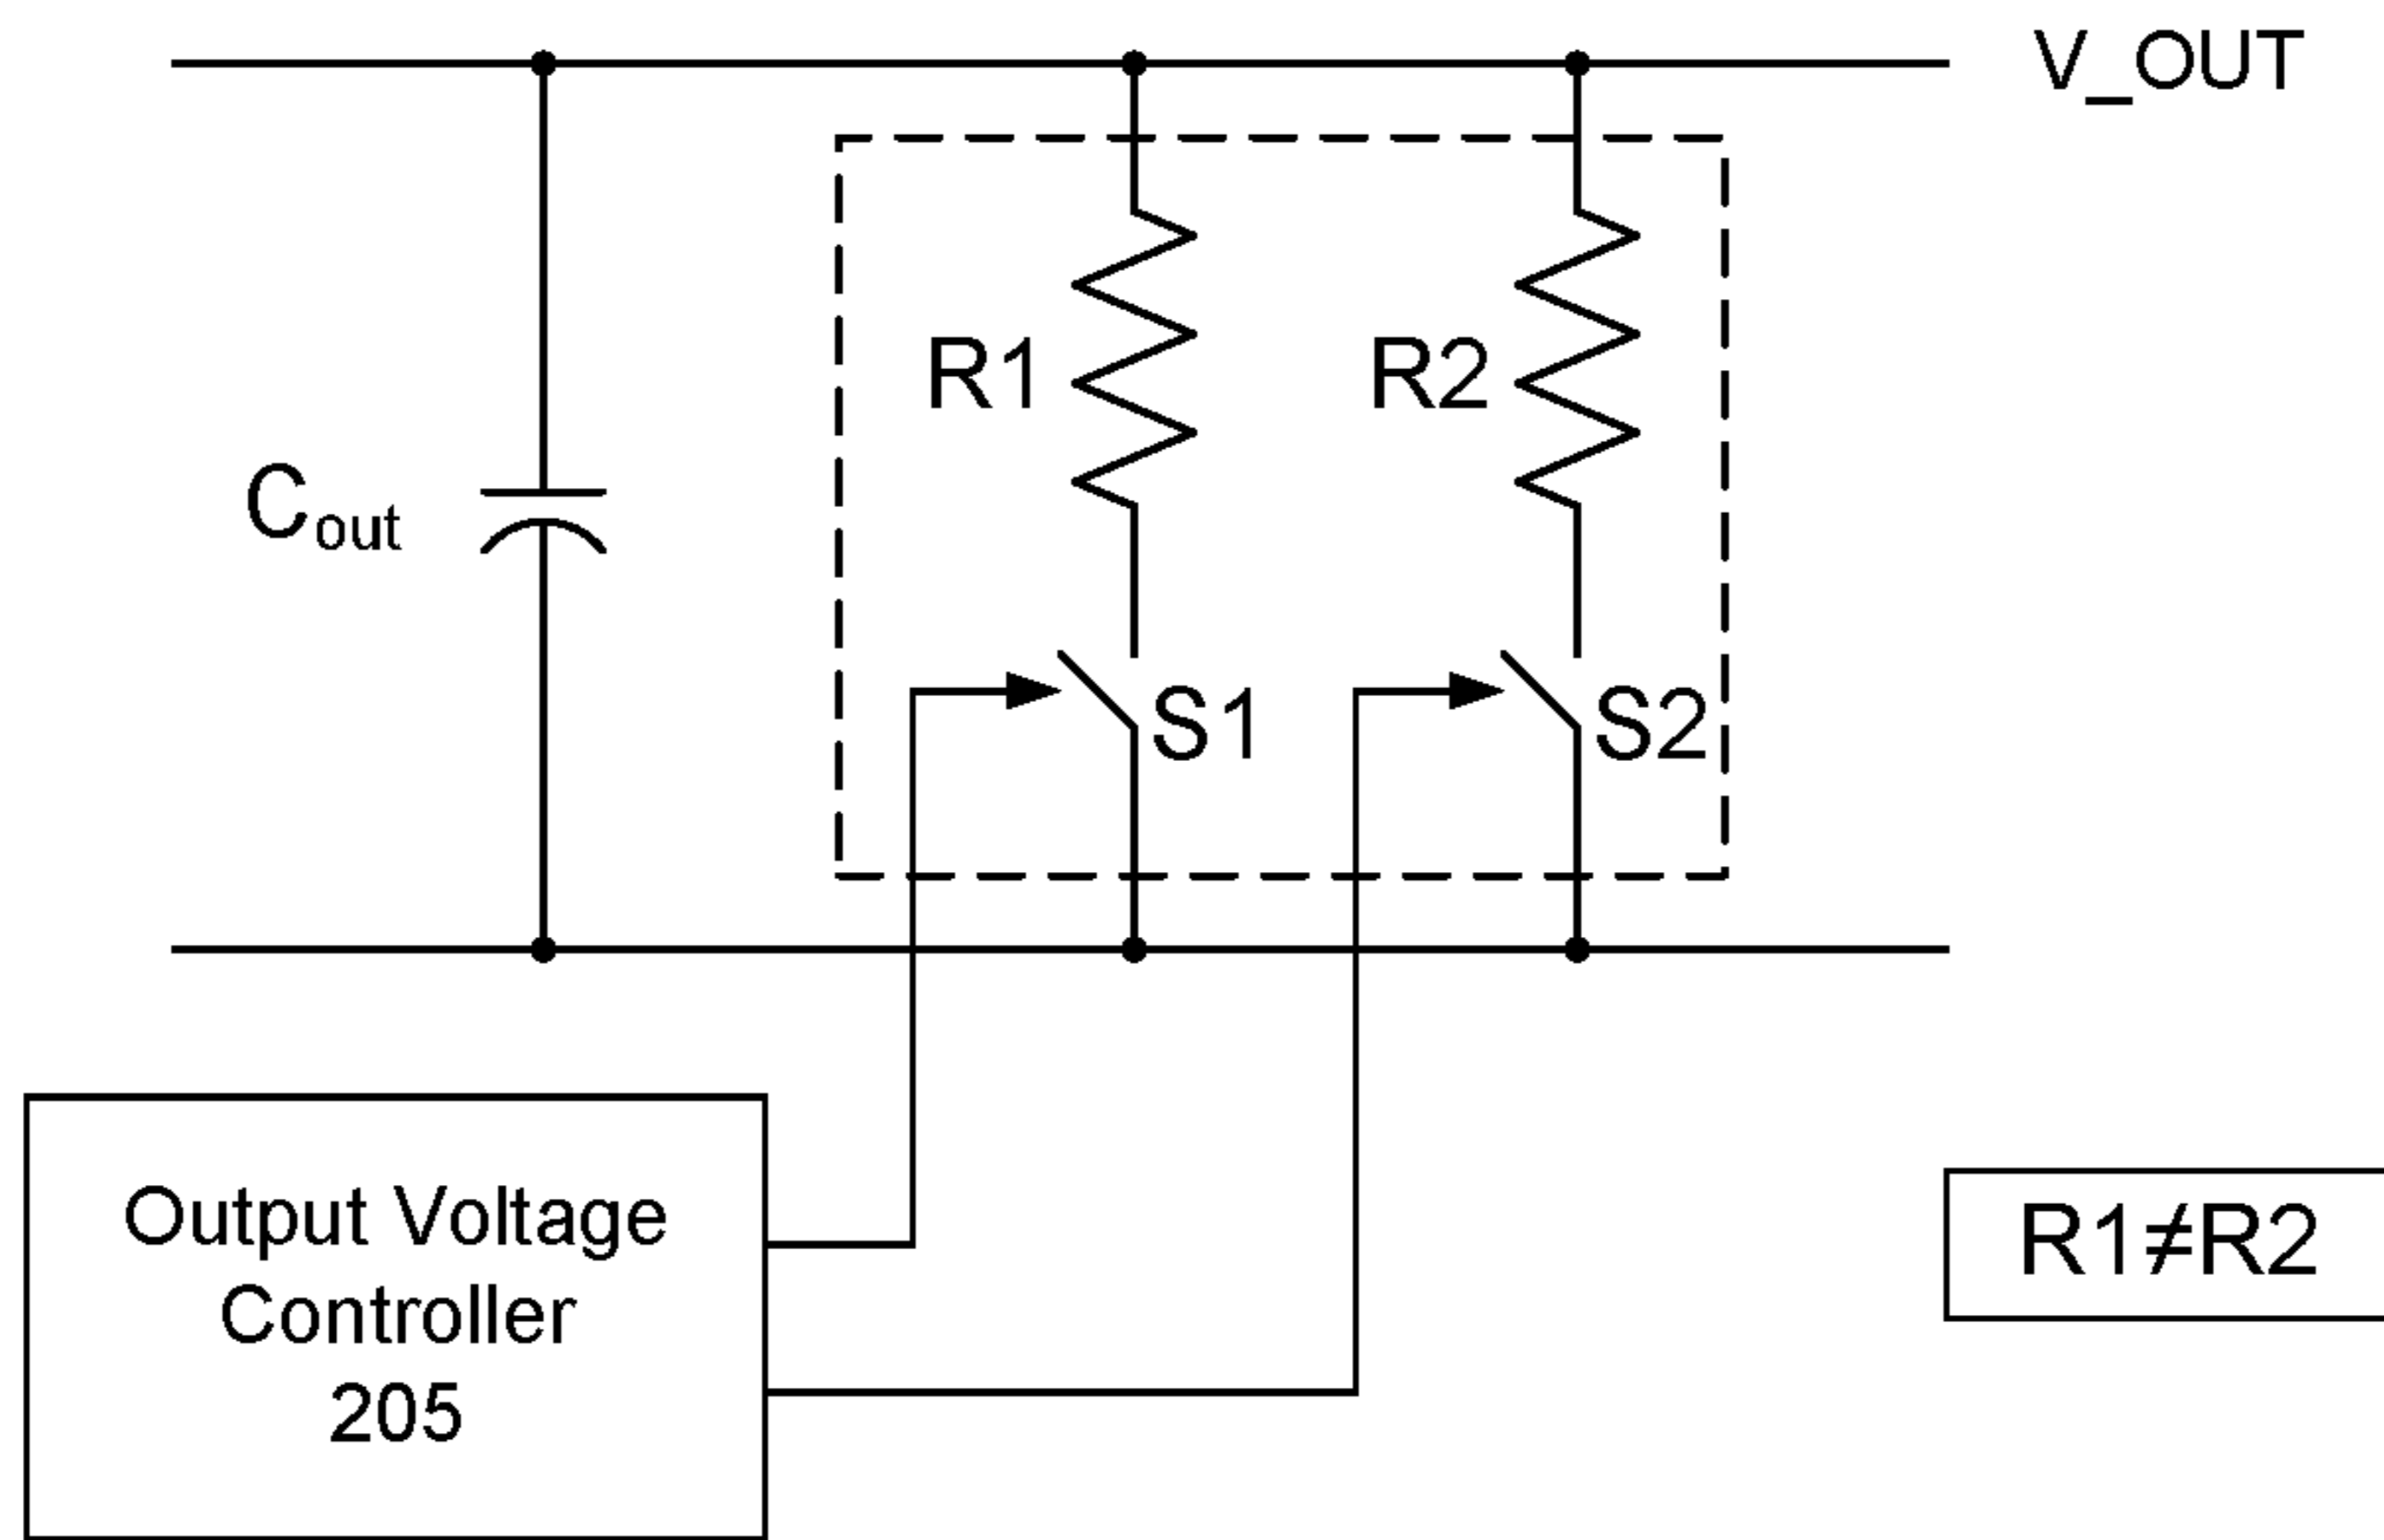 V_OUT
R1
R2
Cout
S1
S2
Output Voltage
Controller
205
R1≠R2